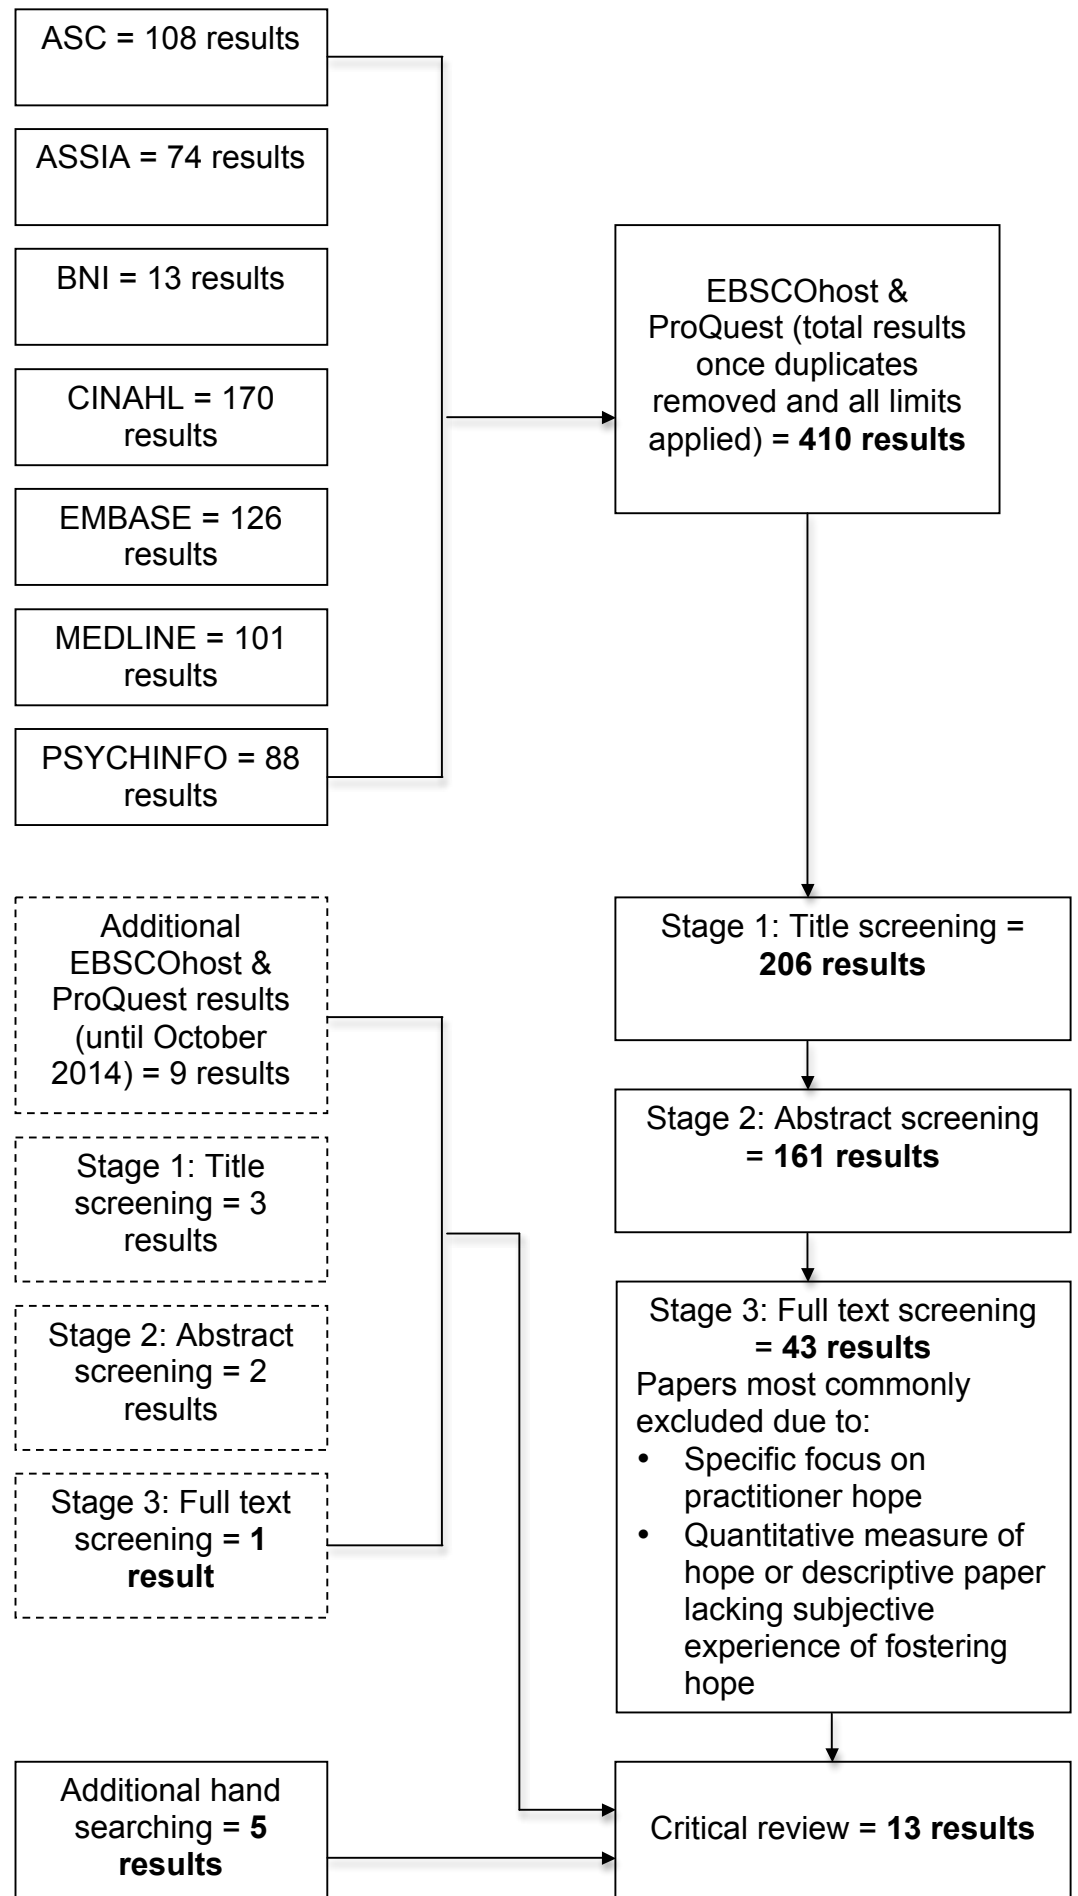 ASC = 108 results
ASSIA = 74 results
BNI = 13 results
CINAHL = 170
results
EMBASE = 126
results
MEDLINE = 101
results
PSYCHINFO = 88
results
EBSCOhost &
ProQuest (total results
once duplicates
removed and all limits
applied) = 410 results
Additional
EBSCOhost &
ProQuest results
(until October
2014) = 9 results
Stage 1: Title
screening = 3
results
Stage 2: Abstract
screening = 2
results
Stage 3: Full text
screening = 1
result
Additional hand
searching = 5
results
Stage 1: Title screening =
206 results
Stage 2: Abstract screening
= 161 results
Stage 3: Full text screening
= 43 results
Papers most commonly
excluded due to:
• Specific focus on
practitioner hope
• Quantitative measure of
hope or descriptive paper
lacking subjective
experience of fostering
hope
Critical review = 13 results